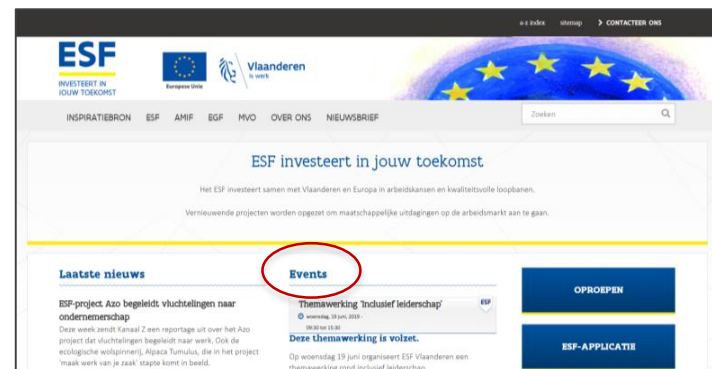 a-z index sitemap > CONTACTEER ONS
ESF
INVESTEERT IN
JOUW TOEKOMST
Europese Unie
Vlaanderen
is werk
INSPIRATIEBRON ESF AMIF EGF MVO OVER ONS NIEUWSBRIEF
Zoeken
ESF investeert in jouw toekomst
Het ESF investeert samen met Vlaanderen en Europa in arbeidskansen en kwaliteitsvolle loopbanen.
Vernieuwende projecten worden opgezet om maatschappelijke uitdagingen op de arbeidsmarkt aan te gaan.
Laatste nieuws
ESF-project Azo begeleidt vluchtelingen naar
ondernemerschap
Deze week zendt Kanaal Z een reportage uit over het Azo
project dat vluchtelingen begeleidt naar werk. Ook de
ecologische wolspinnerij, Alpaca Tumulus, die in het project
'maak werk van je zaak' stapte komt in beeld.
Events
Themawerking 'Inclusief leiderschap'
ESF
woensdag, 19 juni, 2019 -
09:30 tot 15:30
Deze themawerking is volzet.
Op woensdag 19 juni organiseert ESF Vlaanderen een
themawerking rond inclusief leiderschap.
OPROEPEN
ESF-APPLICATIE